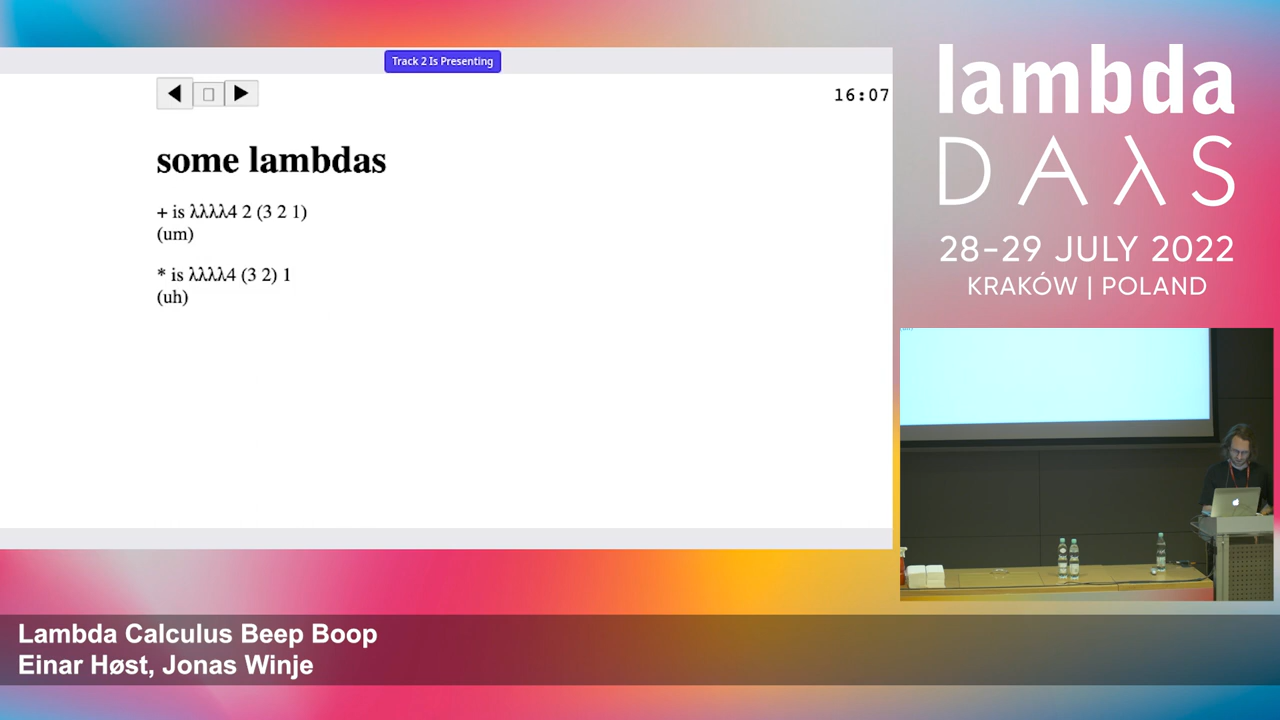 Track 2 Is Presenting
16:07
some lambdas
+ is λλλλ4 2 (3 2 1)
(um)
* is λλλλ4 (3 2) 1
(uh)
lambda
DAλS
28–29 JULY 2022
KRAKÓW | POLAND
Lambda Calculus Beep Boop
Einar Høst, Jonas Winje